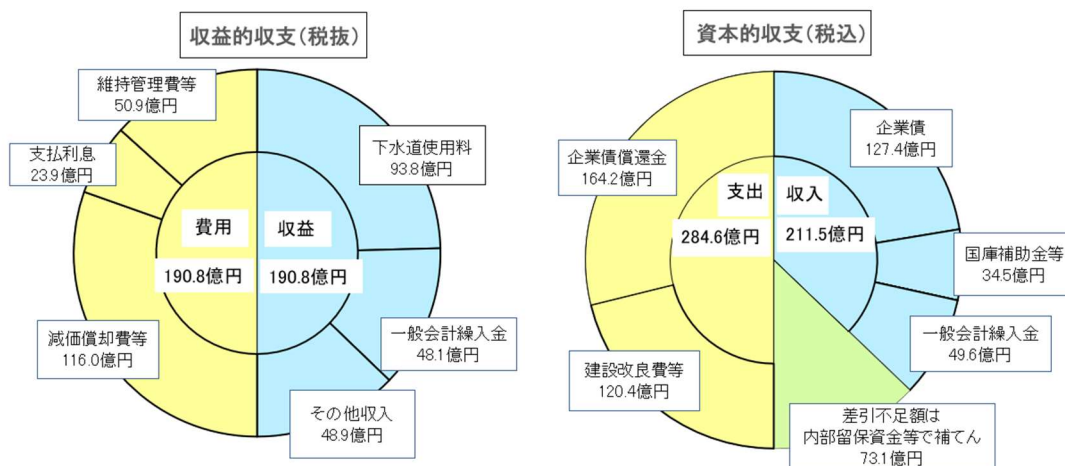 収益的収支(税抜)
維持管理費等
50.9億円
支払利息
23.9億円
減価償却費等
116.0億円
費用
190.8億円
収益
190.8億円
下水道使用料
93.8億円
一般会計繰入金
48.1億円
その他収入
48.9億円
資本的収支(税込)
企業債償還金
164.2億円
建設改良費等
120.4億円
支出
284.6億円
収入
211.5億円
企業債
127.4億円
国庫補助金等
34.5億円
一般会計繰入金
49.6億円
差引不足額は
内部留保資金等で補てん
73.1億円